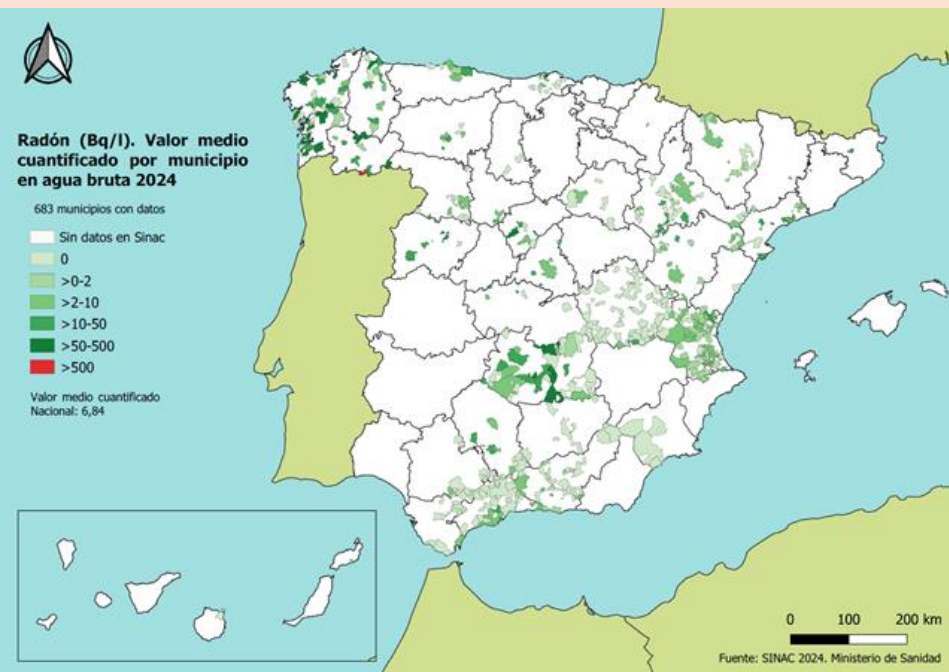 Radón (Bq/l). Valor medio
cuantificado por municipio
en agua bruta 2024
683 municipios con datos
Sin datos en Sinac
0
>0-2
>2-10
>10-50
>50-500
>500
Valor medio cuantificado
Nacional: 6,84
0 100 200 km
Fuente: SINAC 2024. Ministerio de Sanidad